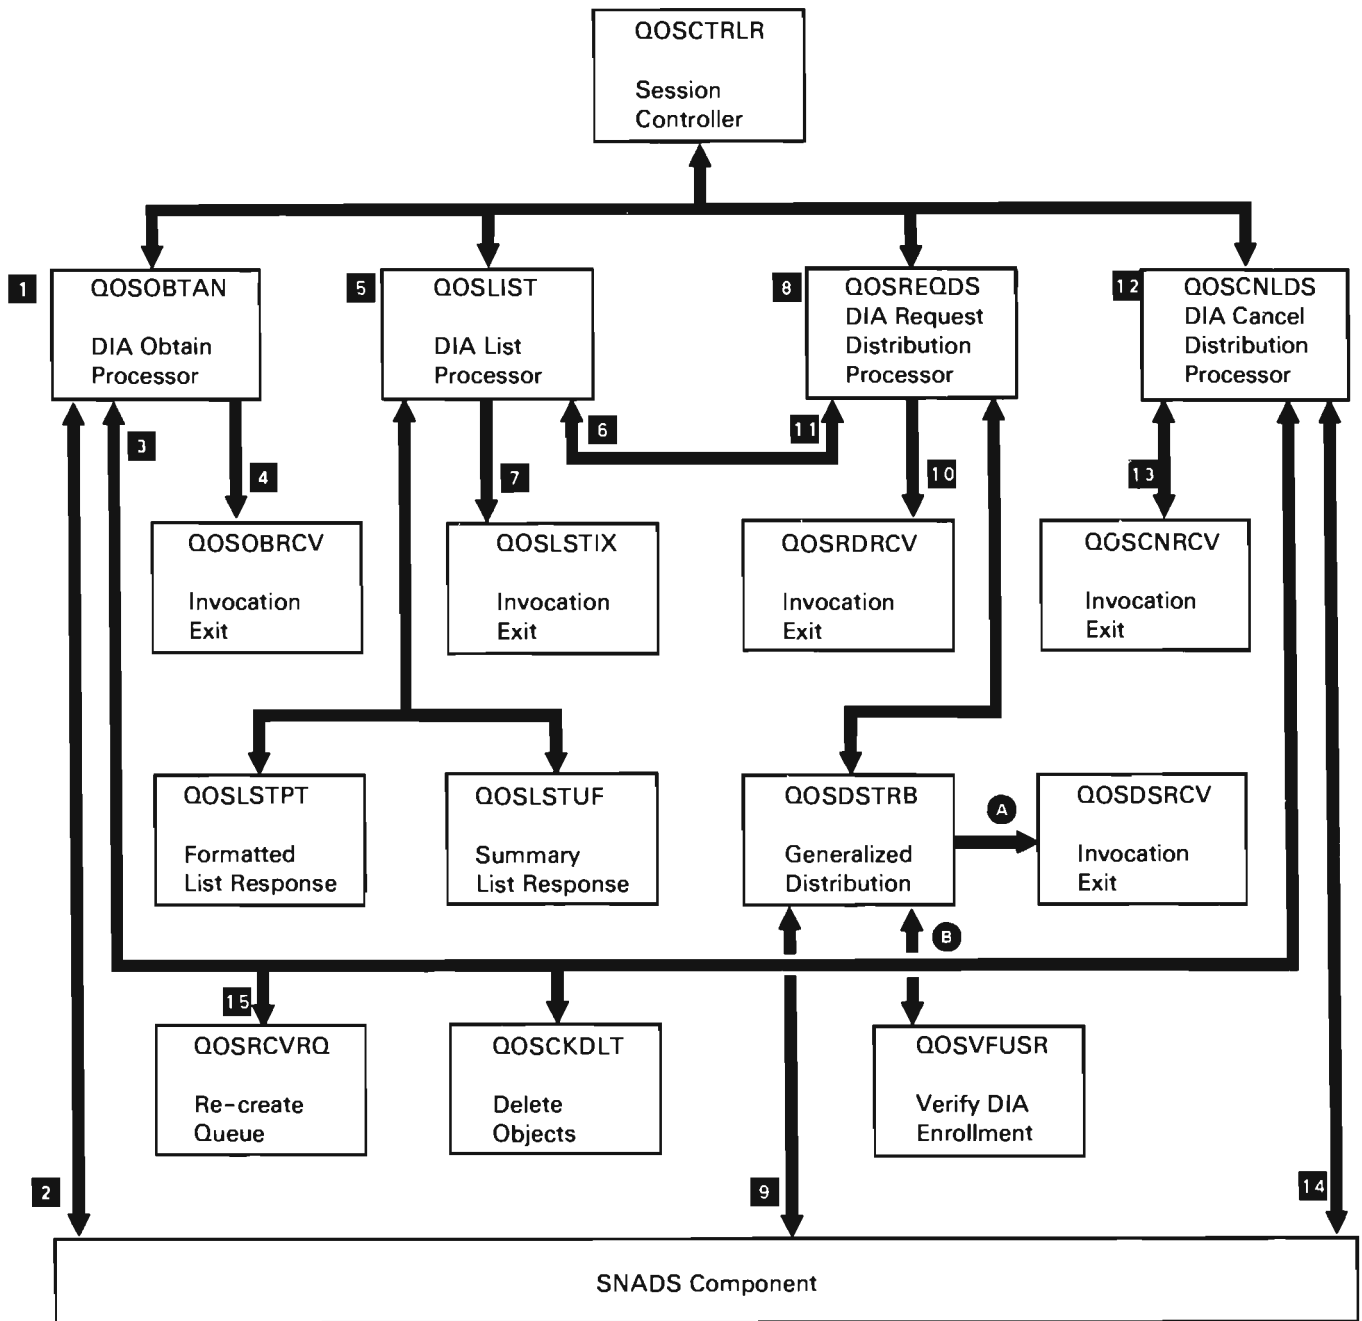 QOSCTRLR
Session
Controller
1
QOSOBTAN
DIA Obtain
Processor
5
QOSLIST
DIA List
Processor
8
QOSREQDS
DIA Request
Distribution
Processor
12
QOSCNLDS
DIA Cancel
Distribution
Processor
3
4
6
7
11
10
13
QOSOBRCV
Invocation
Exit
QOSLSTIX
Invocation
Exit
QOSRDRCV
Invocation
Exit
QOSCNRCV
Invocation
Exit
QOSLSTPT
Formatted
List Response
QOSLSTUF
Summary
List Response
QOSDSTRB
Generalized
Distribution
A
QOSDSRCV
Invocation
Exit
B
15
QOSRCVRQ
Re-create
Queue
QOSCKDLT
Delete
Objects
QOSVFUSR
Verify DIA
Enrollment
2
9
14
SNADS Component